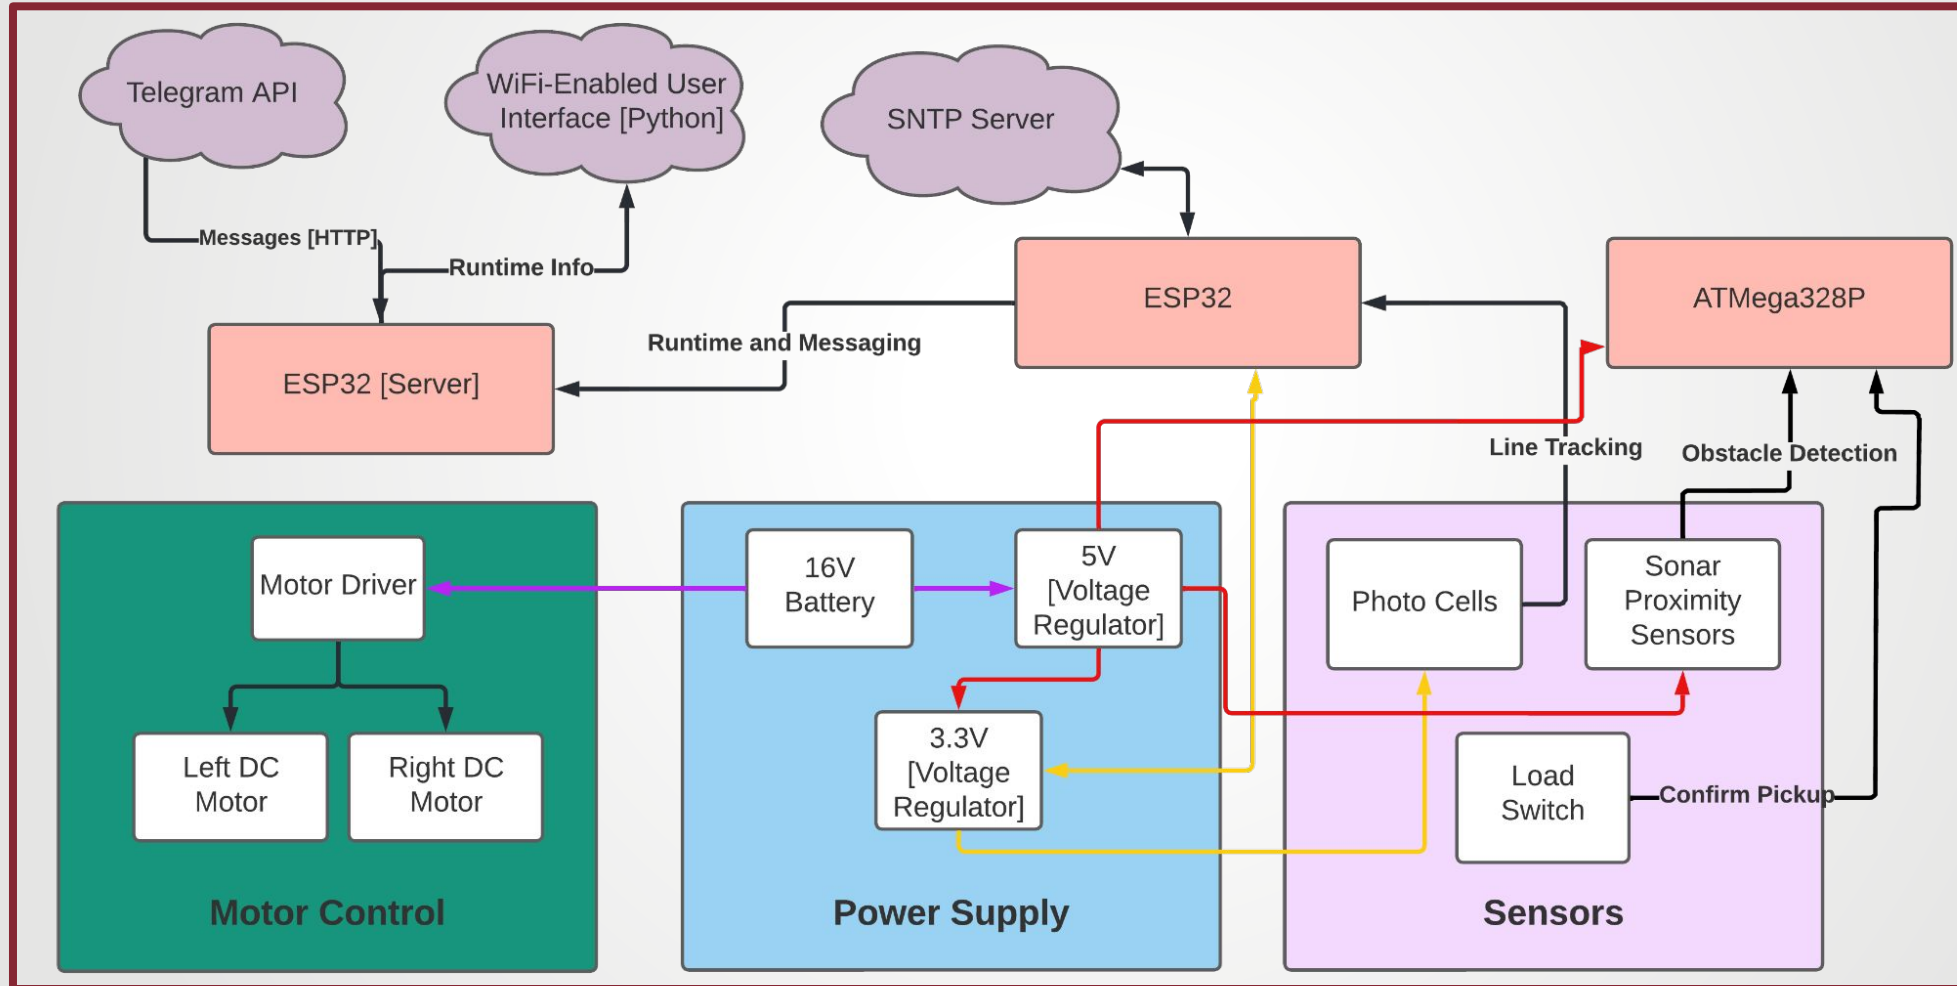 Telegram API
WiFi-Enabled User
Interface [Python]
SNTP Server
Messages [HTTP]
Runtime Info
ESP32
ATMega328P
Runtime and Messaging
ESP32 [Server]
Line Tracking
Obstacle Detection
Motor Driver
Left DC
Motor
Right DC
Motor
Motor Control
16V
Battery
5V
[Voltage
Regulator]
3.3V
[Voltage
Regulator]
Power Supply
Photo Cells
Sonar
Proximity
Sensors
Load
Switch
Confirm Pickup
Sensors